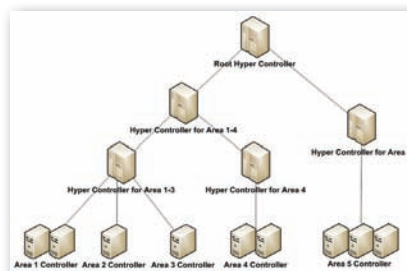 Root Hyper Controller
Hyper Controller for Area 1-4
Hyper Controller for Area
Hyper Controller for Area 1-3
Hyper Controller for Area 4
Area 1 Controller
Area 2 Controller
Area 3 Controller
Area 4 Controller
Area 5 Controller